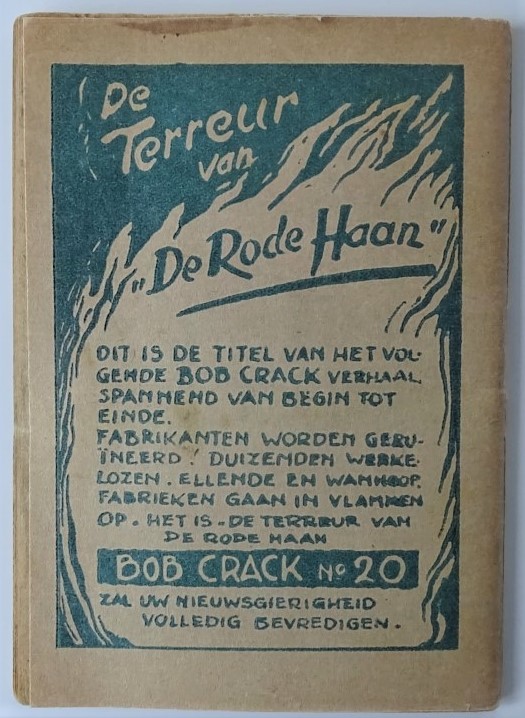 De
Terreur
van
"De Rode Haan"
DIT IS DE TITEL VAN HET VOL-
GENDE BOB CRACK VERHAAL.
SPANNEND VAN BEGIN TOT
EINDE.
FABRIKANTEN WORDEN GERU-
ÏNEERD! DUIZENDEN WERKE-
LOZEN. ELLENDE EN WANHOOP.
FABRIEKEN GAAN IN VLAMMEN
OP. HET IS - DE TERREUR VAN
DE RODE HAAN
BOB CRACK No 20
ZAL UW NIEUWSGIERIGHEID
VOLLEDIG BEVREDIGEN.